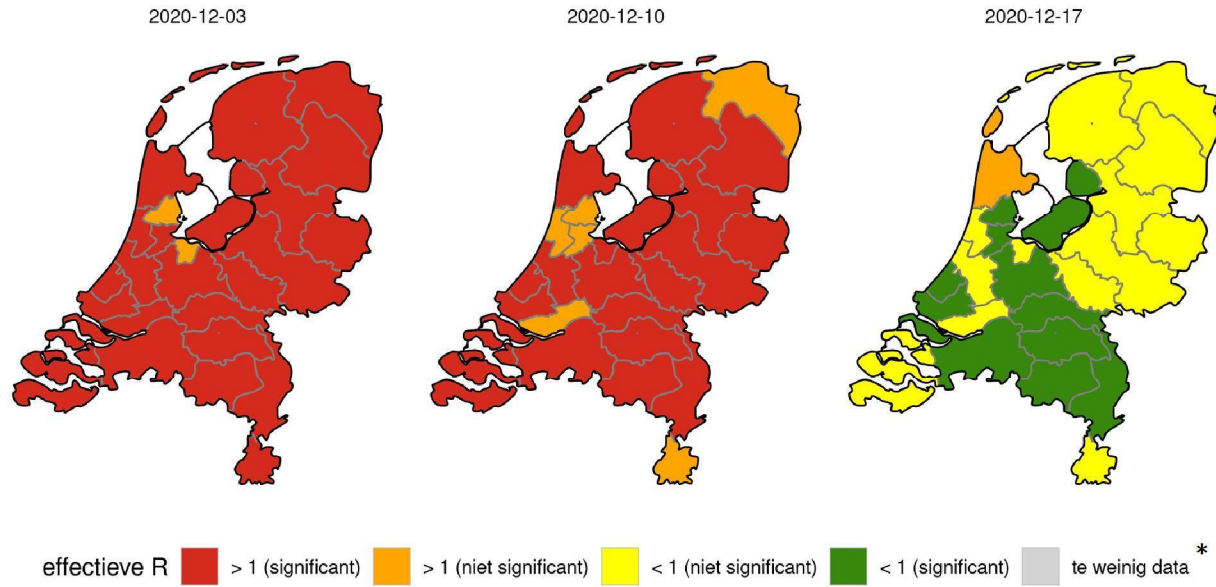 2020-12-03 2020-12-10 2020-12-17
effectieve R > 1 (significant) > 1 (niet significant) < 1 (niet significant) < 1 (significant) te weinig data *